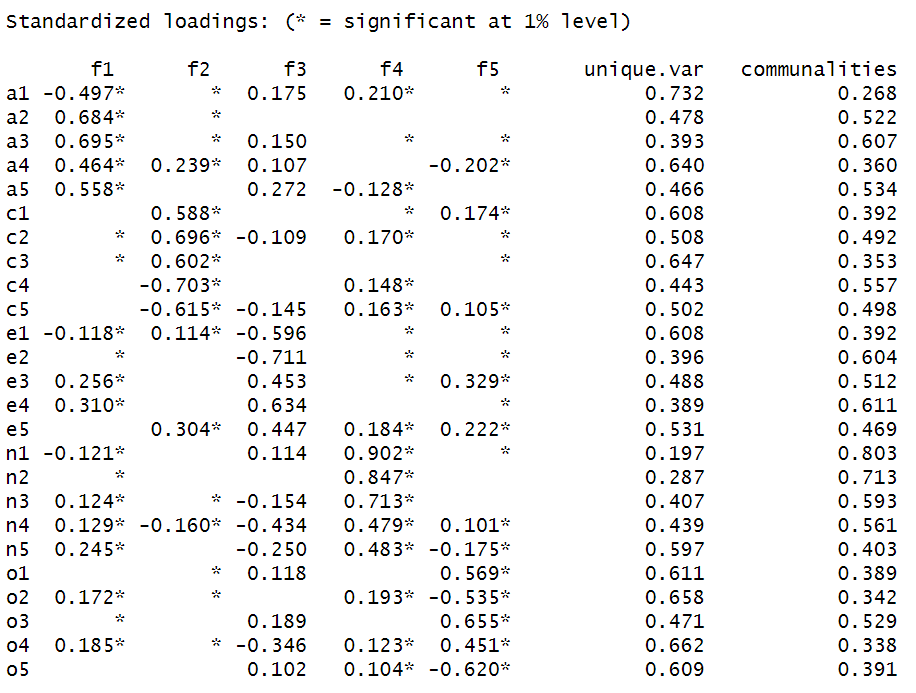 Standardized loadings: (* = significant at 1% level)

       f1      f2      f3      f4      f5       unique.var   communalities
a1 -0.497*       *  0.175   0.210*       *            0.732           0.268
a2  0.684*       *                                    0.478           0.522
a3  0.695*       *  0.150        *       *            0.393           0.607
a4  0.464*  0.239*  0.107          -0.202*            0.640           0.360
a5  0.558*          0.272  -0.128*                    0.466           0.534
c1          0.588*               *  0.174*            0.608           0.392
c2       *  0.696* -0.109   0.170*       *            0.508           0.492
c3       *  0.602*                       *            0.647           0.353
c4         -0.703*          0.148*                    0.443           0.557
c5         -0.615* -0.145   0.163*  0.105*            0.502           0.498
e1 -0.118*  0.114* -0.596        *       *            0.608           0.392
e2       *         -0.711        *       *            0.396           0.604
e3  0.256*          0.453        *  0.329*            0.488           0.512
e4  0.310*          0.634                *            0.389           0.611
e5          0.304*  0.447   0.184*  0.222*            0.531           0.469
n1 -0.121*          0.114   0.902*       *            0.197           0.803
n2       *                  0.847*                    0.287           0.713
n3  0.124*       * -0.154   0.713*                    0.407           0.593
n4  0.129* -0.160* -0.434   0.479*  0.101*            0.439           0.561
n5  0.245*         -0.250   0.483* -0.175*            0.597           0.403
o1               *  0.118           0.569*            0.611           0.389
o2  0.172*       *          0.193* -0.535*            0.658           0.342
o3       *          0.189           0.655*            0.471           0.529
o4  0.185*       * -0.346   0.123*  0.451*            0.662           0.338
o5                  0.102   0.104* -0.620*            0.609           0.391